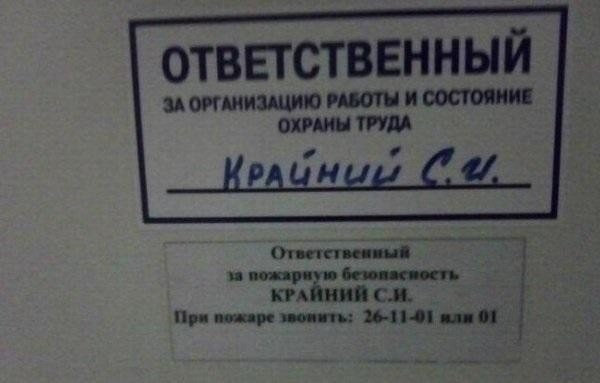 ОТВЕТСТВЕННЫЙ
ЗА ОРГАНИЗАЦИЮ РАБОТЫ И СОСТОЯНИЕ
ОХРАНЫ ТРУДА
КРАЙНИЙ С.И.
Ответственный
за пожарную безопасность
КРАЙНИЙ С.И.
При пожаре звонить: 26-11-01 или 01